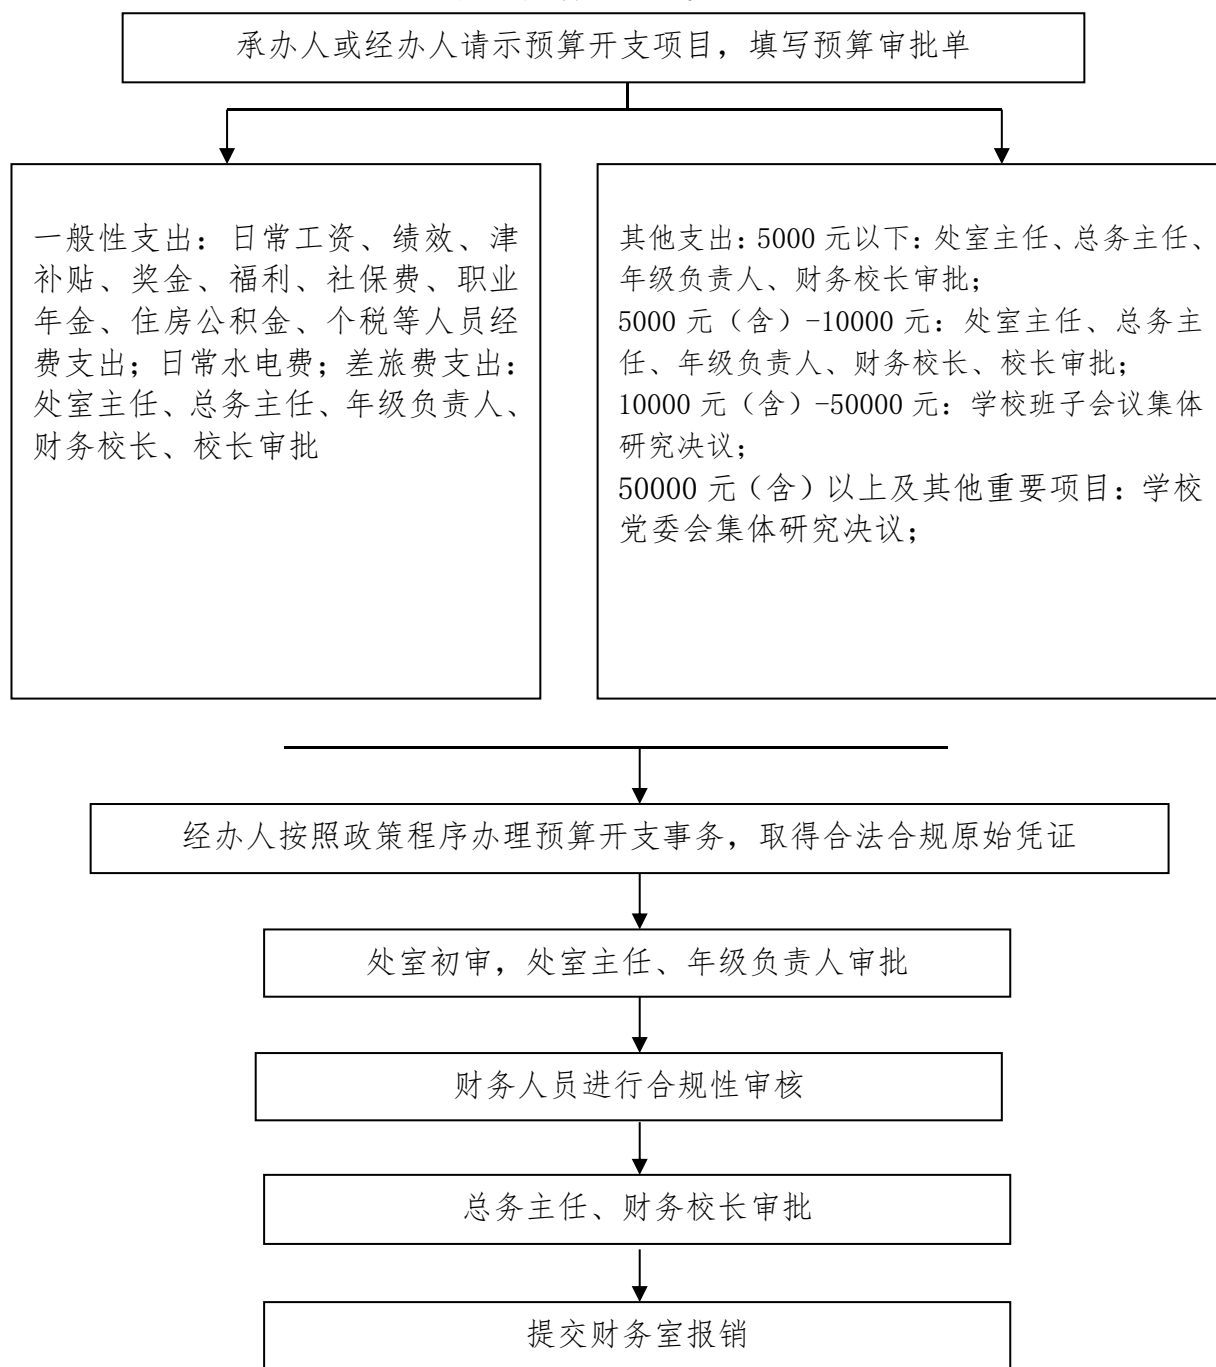 承办人或经办人请示预算开支项目，填写预算审批单
一般性支出：日常工资、绩效、津
补贴、奖金、福利、社保费、职业
年金、住房公积金、个税等人员经
费支出；日常水电费；差旅费支出：
处室主任、总务主任、年级负责人、
财务校长、校长审批
其他支出：5000 元以下：处室主任、总务主任、
年级负责人、财务校长审批；
5000 元（含）-10000 元：处室主任、总务主
任、年级负责人、财务校长、校长审批；
10000 元（含）-50000 元：学校班子会议集体
研究决议；
50000 元（含）以上及其他重要项目：学校
党委会集体研究决议；
经办人按照政策程序办理预算开支事务，取得合法合规原始凭证
处室初审，处室主任、年级负责人审批
财务人员进行合规性审核
总务主任、财务校长审批
提交财务室报销